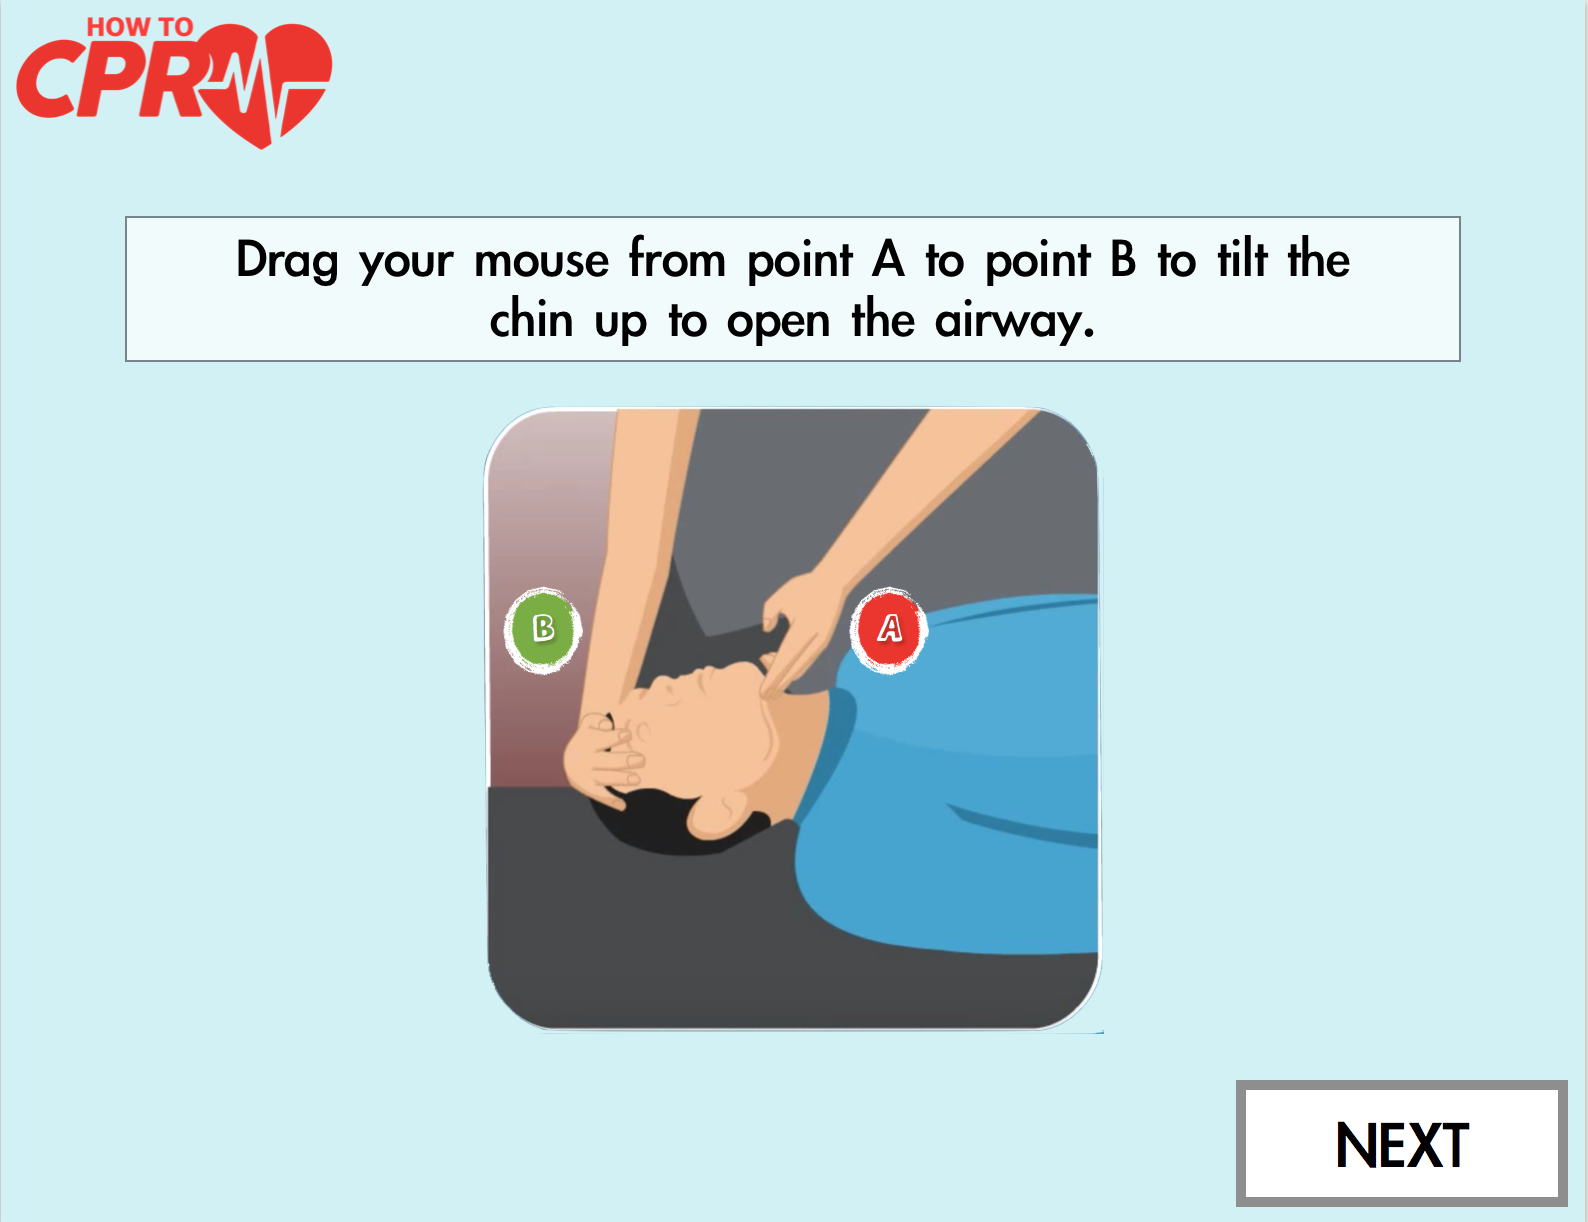 HOW TO
CPR
Drag your mouse from point A to point B to tilt the
chin up to open the airway.
B
A
NEXT